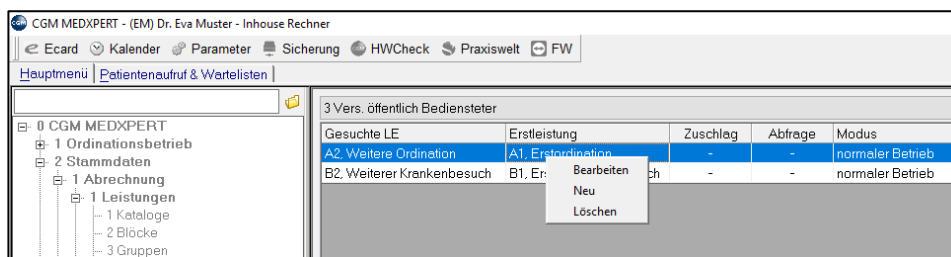 CGM MEDXPERT - (EM) Dr. Eva Muster - Inhouse Rechner
Ecard Kalender Parameter Sicherung HWCheck Praxiswelt FW
Hauptmenü Patientenaufruf & Wartelisten
0 CGM MEDXPERT
1 Ordinationsbetrieb
2 Stammdaten
1 Abrechnung
1 Leistungen
1 Kataloge
2 Blöcke
3 Gruppen
3 Vers. öffentlich Bediensteter
Gesuchte LE Erstleistung Zuschlag Abfrage Modus
A2, Weitere Ordination A1, Erstordination - - normaler Betrieb
B2, Weiterer Krankenbesuch B1, - - normaler Betrieb
Bearbeiten
Neu
Löschen